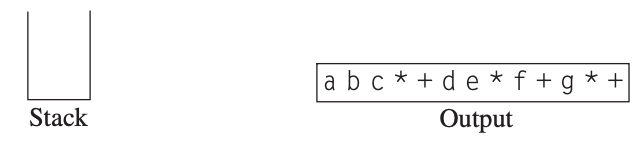 a b c * + d e * f + g * +
Stack
Output